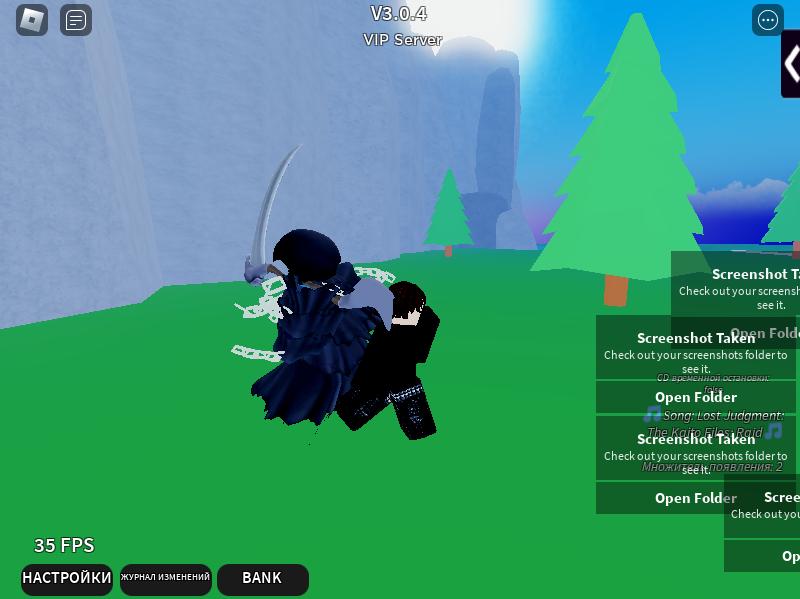 V3.0.4
VIP Server
Screenshot Ta
Check out your screenshots
see it.
Open Folde
Screenshot Taken
Check out your screenshots folder to
see it.
CD временной остановки:
false
Open Folder
Song: Lost Judgment:
The Kaito Files: Raid
Screenshot Taken
Check out your screenshots folder to
see it.
Множитель появления: 2
Open Folder
Scree
Check out you
Op
35 FPS
НАСТРОЙКИ
ЖУРНАЛ ИЗМЕНЕНИЙ
BANK